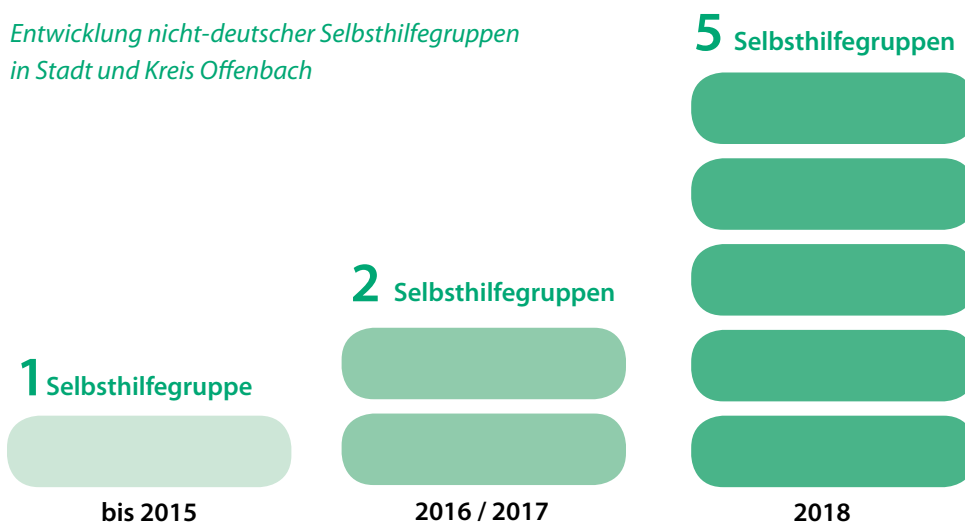 Entwicklung nicht-deutscher Selbsthilfegruppen
in Stadt und Kreis Offenbach
1 Selbsthilfegruppe
bis 2015
2 Selbsthilfegruppen
2016 / 2017
5 Selbsthilfegruppen
2018